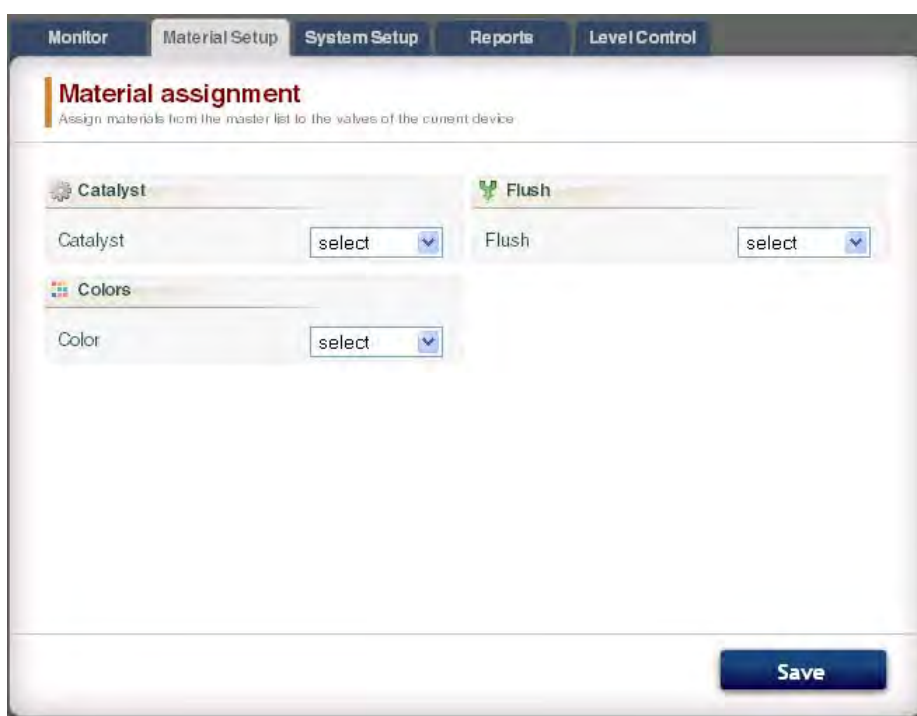 Monitor Material Setup System Setup Reports Level Control
Material assignment
Assign materials from the master list to the valves of the current device
Catalyst
Catalyst select
Flush
Flush select
Colors
Color select
Save